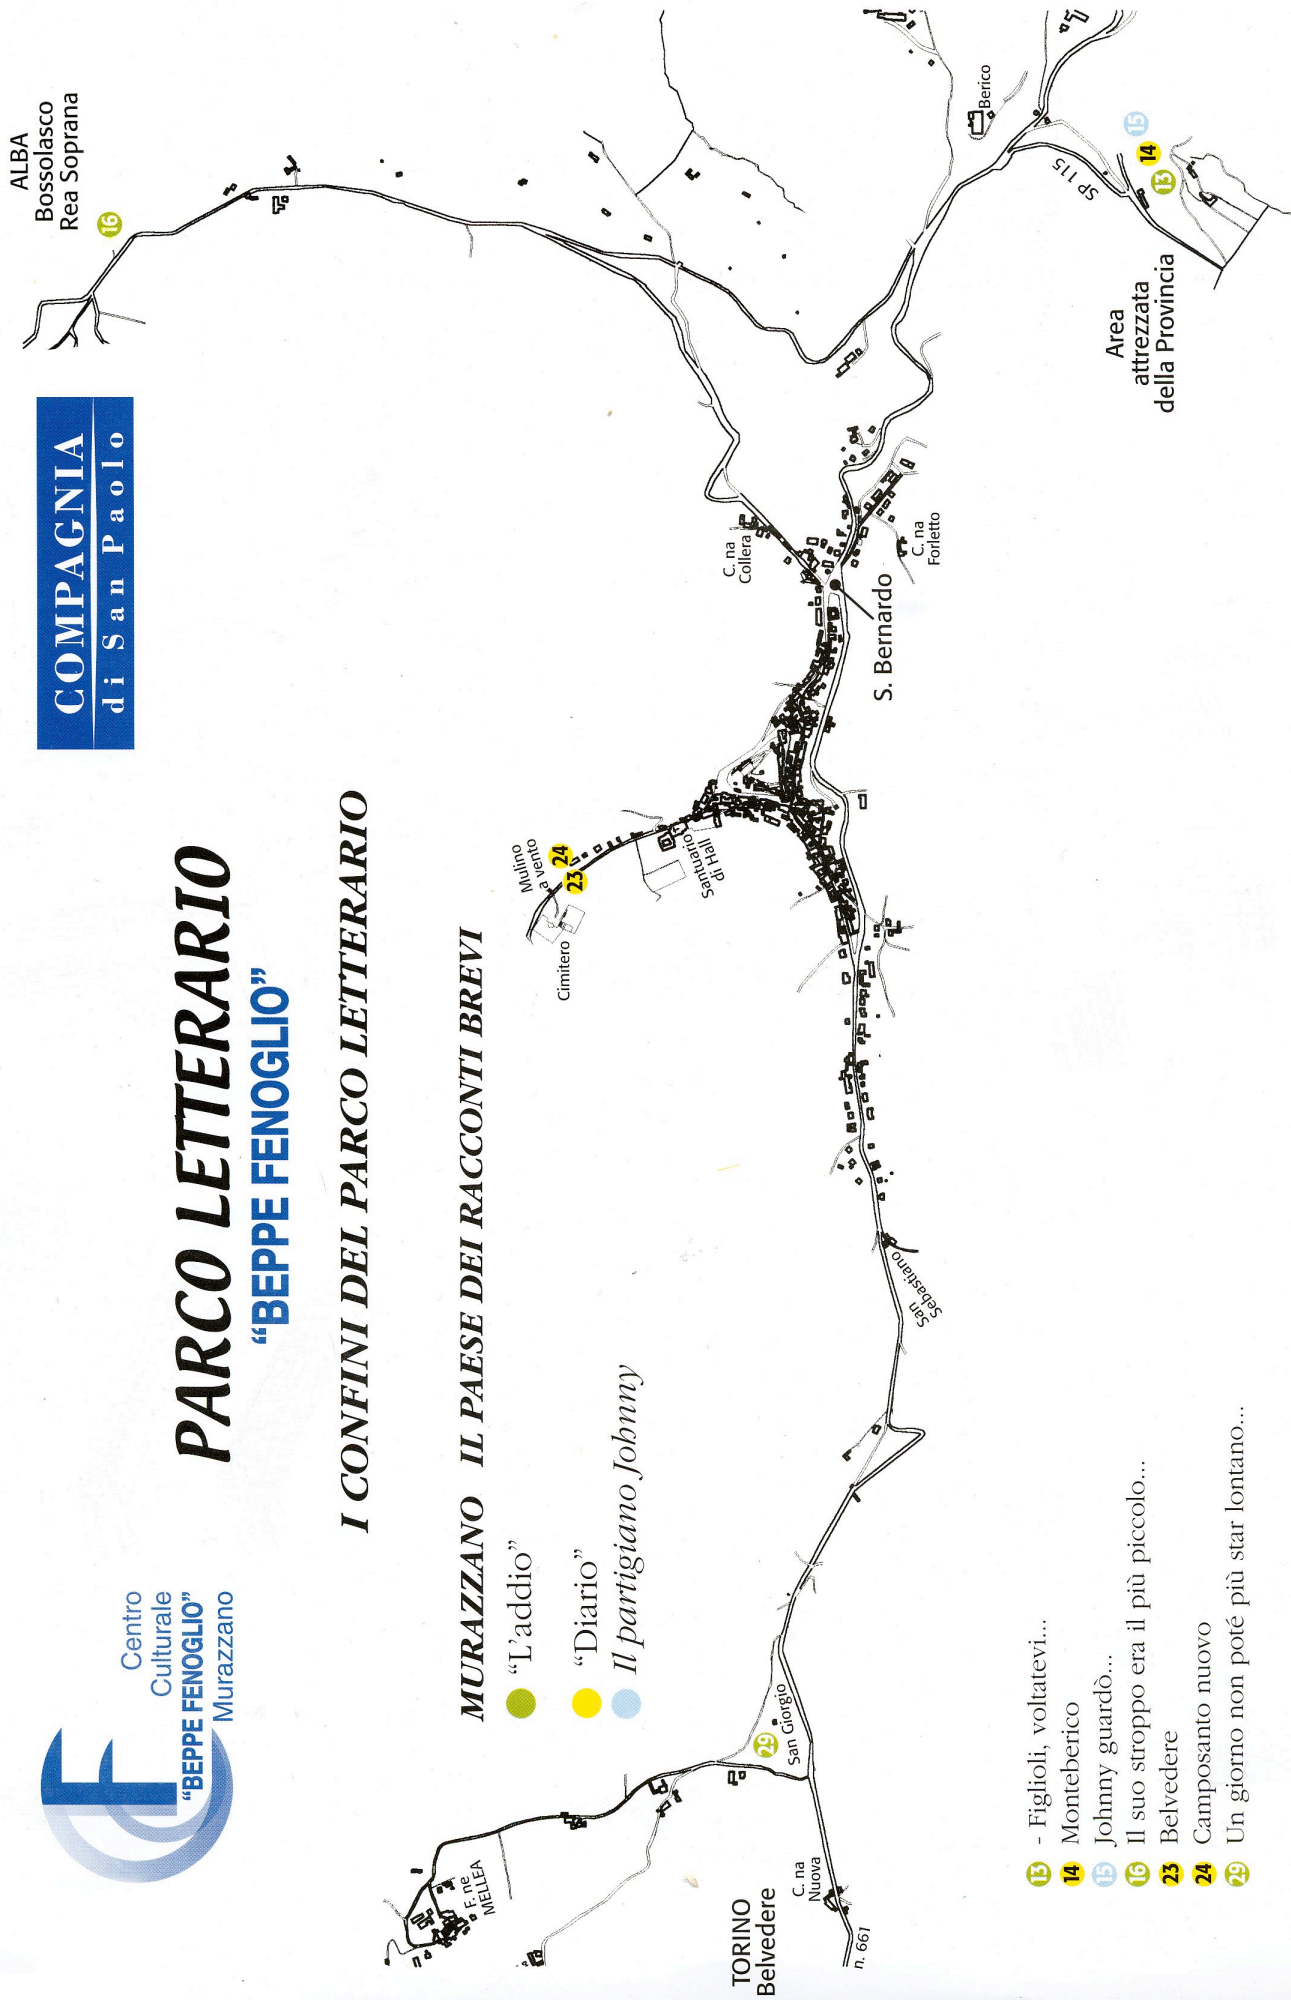 Centro
Culturale
"BEPPE FENOGLIO"
Murazzano
PARCO LETTERARIO
“BEPPE FENOGLIO”
COMPAGNIA
di San Paolo
ALBA
Bossolasco
Rea Soprana
16
I CONFINI DEL PARCO LETTERARIO
MURAZZANO IL PAESE DEI RACCONTI BREVI
“L'addio”
“Diario”
Il partigiano Johnny
Mulino
a vento
23 24
Cimitero
Santuario
di Hall
C. na
Collera
S. Bernardo
C. na
Forletto
Berico
SP 115
13 14 15
Area
attrezzata
della Provincia
F. ne
MELLEA
29
San Giorgio
San
Sebastiano
TORINO
Belvedere
C. na
Nuova
n. 661
13 - Figlioli, voltatevi...
14 Monteberico
15 Johnny guardò...
16 Il suo stroppo era il più piccolo...
23 Belvedere
24 Camposanto nuovo
29 Un giorno non poté più star lontano...